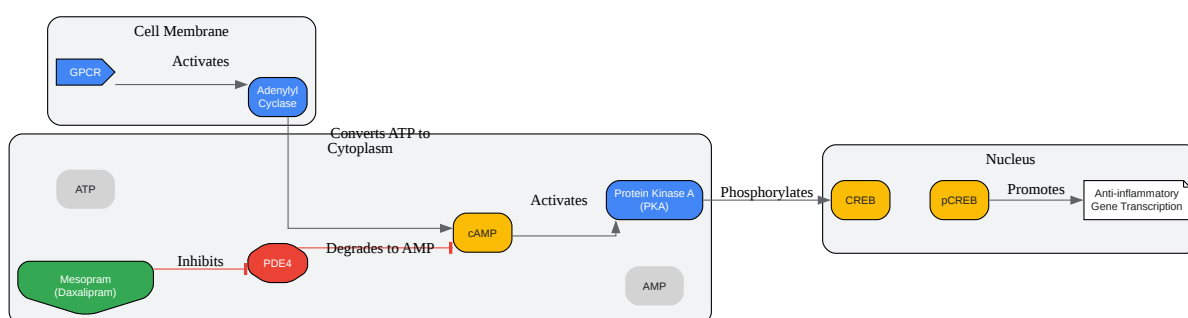 Cell Membrane
GPCR
Activates
Adenylyl
Cyclase
Converts ATP to
Cytoplasm
ATP
cAMP
Activates
Protein Kinase A
(PKA)
Phosphorylates
Nucleus
CREB
pCREB
Promotes
Anti-inflammatory
Gene Transcription
Mesopram
(Daxalipram)
Inhibits
PDE4
Degrades to AMP
AMP